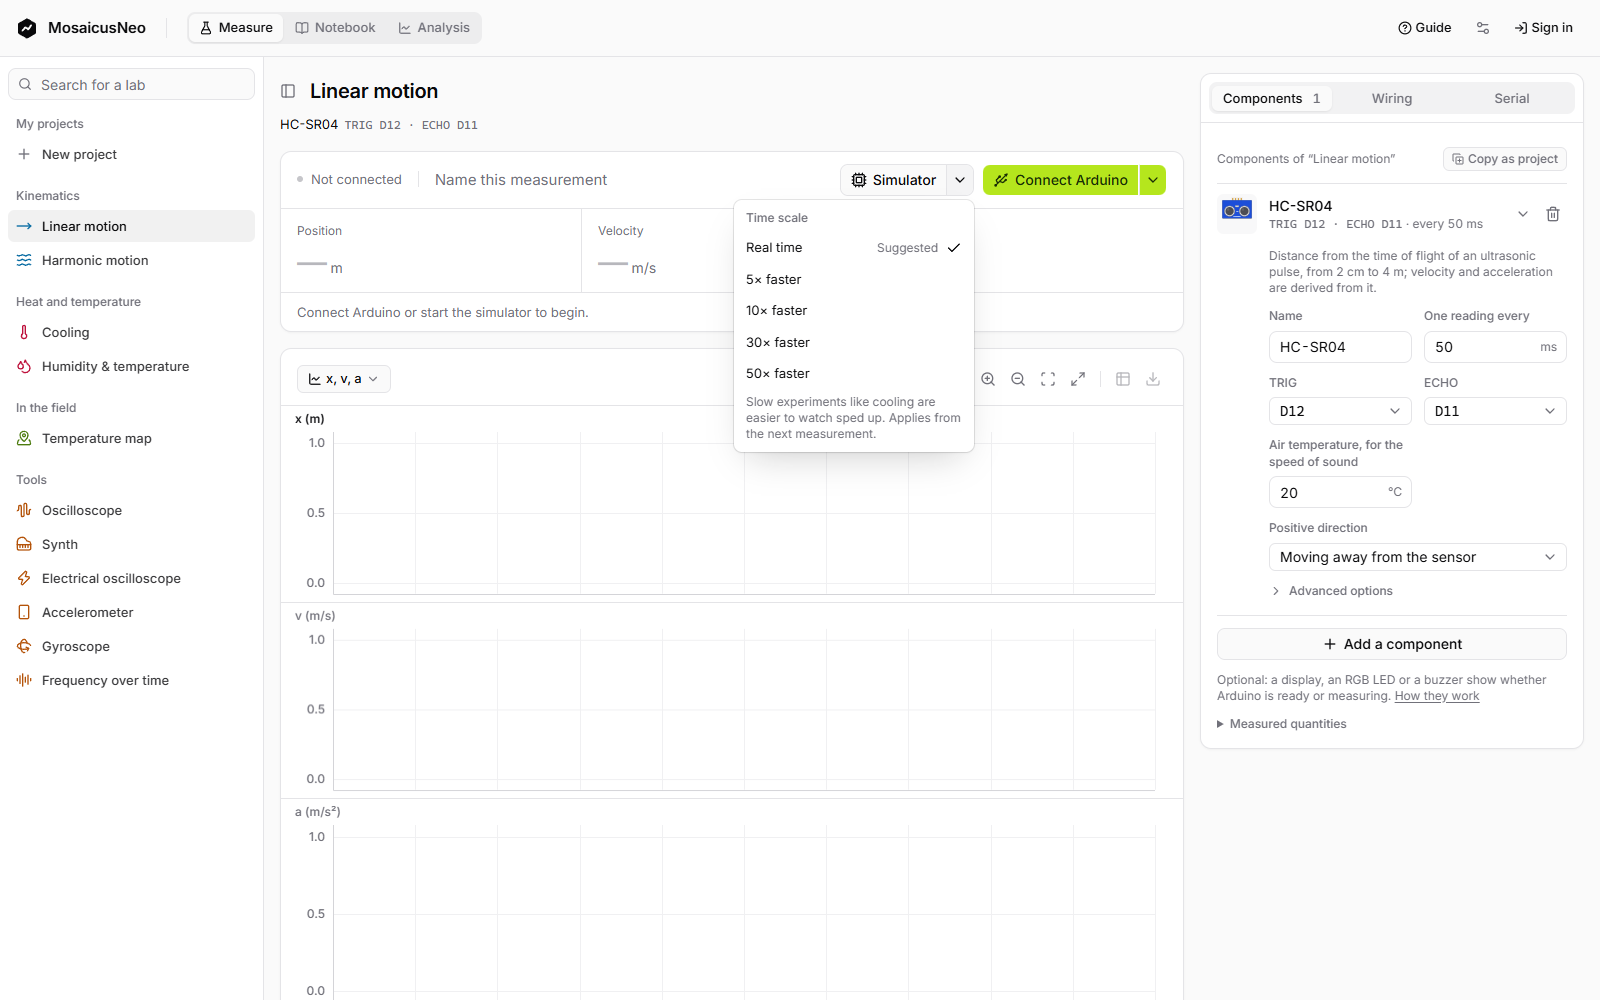 MosaicusNeo
Measure
Notebook
Analysis
Guide
Sign in
Search for a lab
My projects
New project
Kinematics
Linear motion
Harmonic motion
Heat and temperature
Cooling
Humidity & temperature
In the field
Temperature map
Tools
Oscilloscope
Synth
Electrical oscilloscope
Accelerometer
Gyroscope
Frequency over time
Linear motion
HC-SR04 TRIG D12 · ECHO D11
Not connected
Name this measurement
Simulator
Connect Arduino
Position
m
Velocity
m/s
Connect Arduino or start the simulator to begin.
Time scale
Real time Suggested
5× faster
10× faster
30× faster
50× faster
Slow experiments like cooling are
easier to watch sped up. Applies from
the next measurement.
x, v, a
x (m)
1.0
0.5
0.0
v (m/s)
1.0
0.5
0.0
a (m/s²)
1.0
0.5
0.0
Components 1
Wiring
Serial
Components of “Linear motion”
Copy as project
HC-SR04
TRIG D12 · ECHO D11 · every 50 ms
Distance from the time of flight of an ultrasonic
pulse, from 2 cm to 4 m; velocity and acceleration
are derived from it.
Name
One reading every
HC-SR04
50 ms
TRIG
ECHO
D12
D11
Air temperature, for the
speed of sound
20 °C
Positive direction
Moving away from the sensor
Advanced options
Add a component
Optional: a display, an RGB LED or a buzzer show whether
Arduino is ready or measuring. How they work
Measured quantities